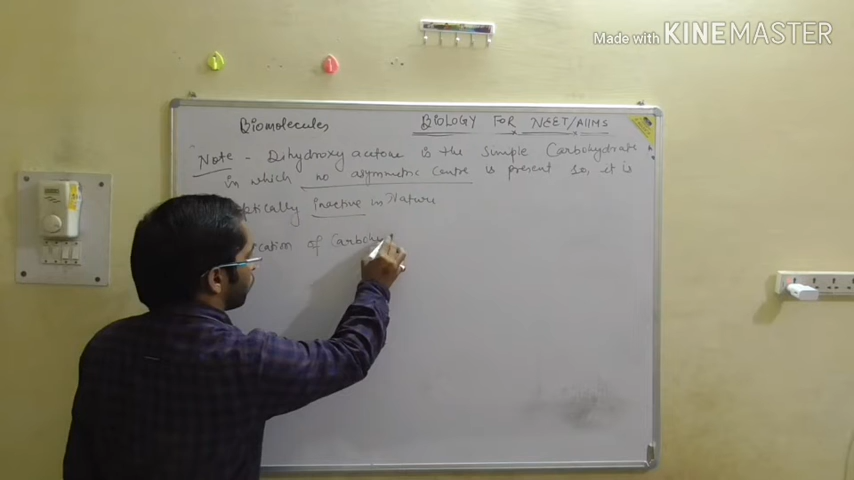 Made with KINEMASTER
Biomolecules BIOLOGY FOR NEET/AIIMS
Note - Dihydroxy acetone is the simple Carbohydrate
in which no asymmetric centre is present so, it is
optically inactive in Nature
of Carbohy